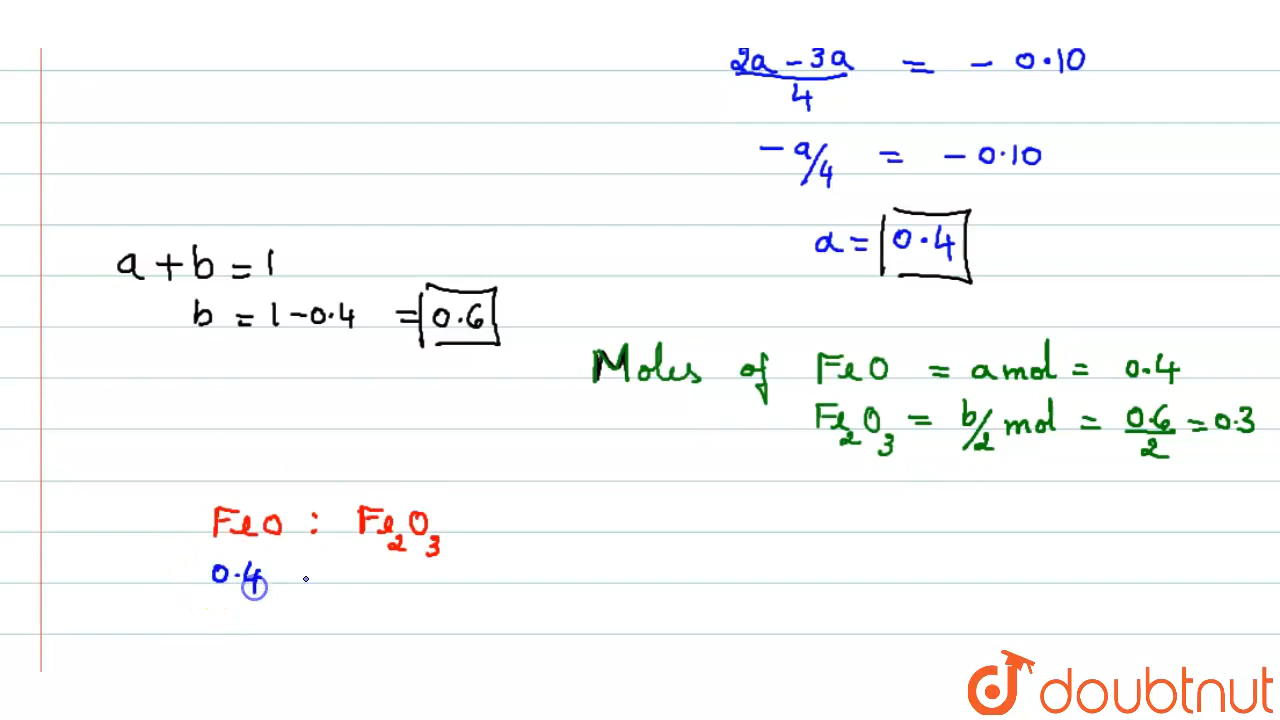 2a - 3a / 4 = - 0.10
- a/4 = - 0.10
a = 0.4
a + b = 1
b = 1 - 0.4 = 0.6
Moles of FeO = a mol = 0.4
Fe₂O₃ = b/2 mol = 0.6/2 = 0.3
FeO : Fe₂O₃
0.4
doubtnut